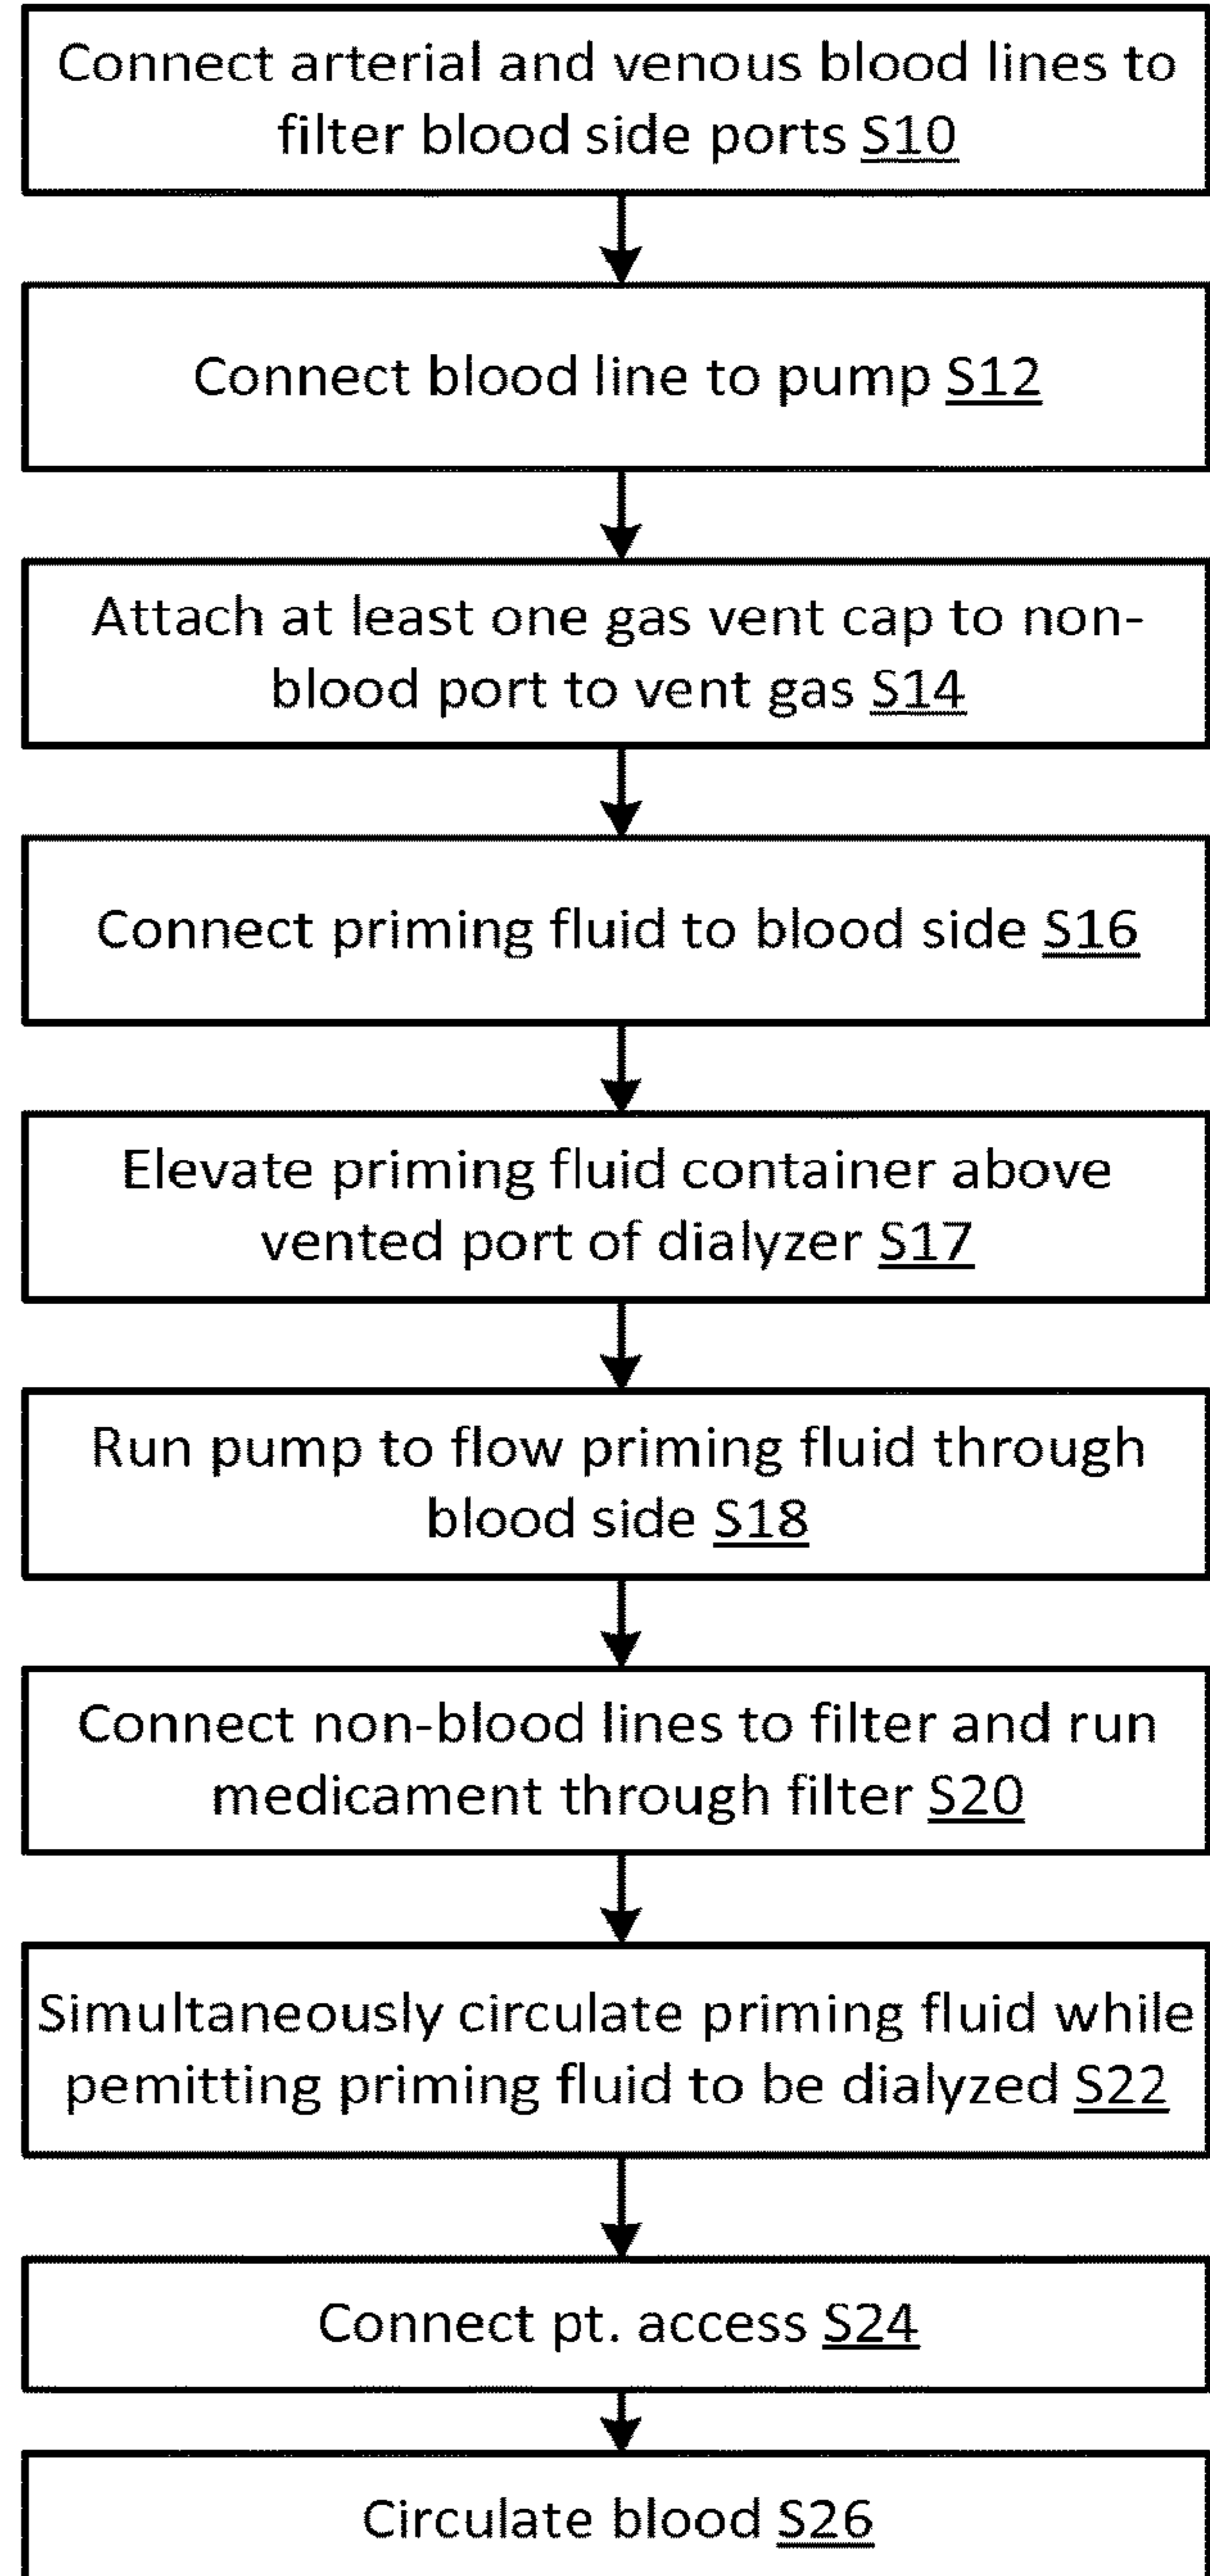 Connect arterial and venous blood lines to
filter blood side ports S10
Connect blood line to pump S12
Attach at least one gas vent cap to non-
blood port to vent gas S14
Connect priming fluid to blood side S16
Elevate priming fluid container above
vented port of dialyzer S17
Run pump to flow priming fluid through
blood side S18
Connect non-blood lines to filter and run
medicament through filter S20
Simultaneously circulate priming fluid while
pemitting priming fluid to be dialyzed S22
Connect pt. access S24
Circulate blood S26